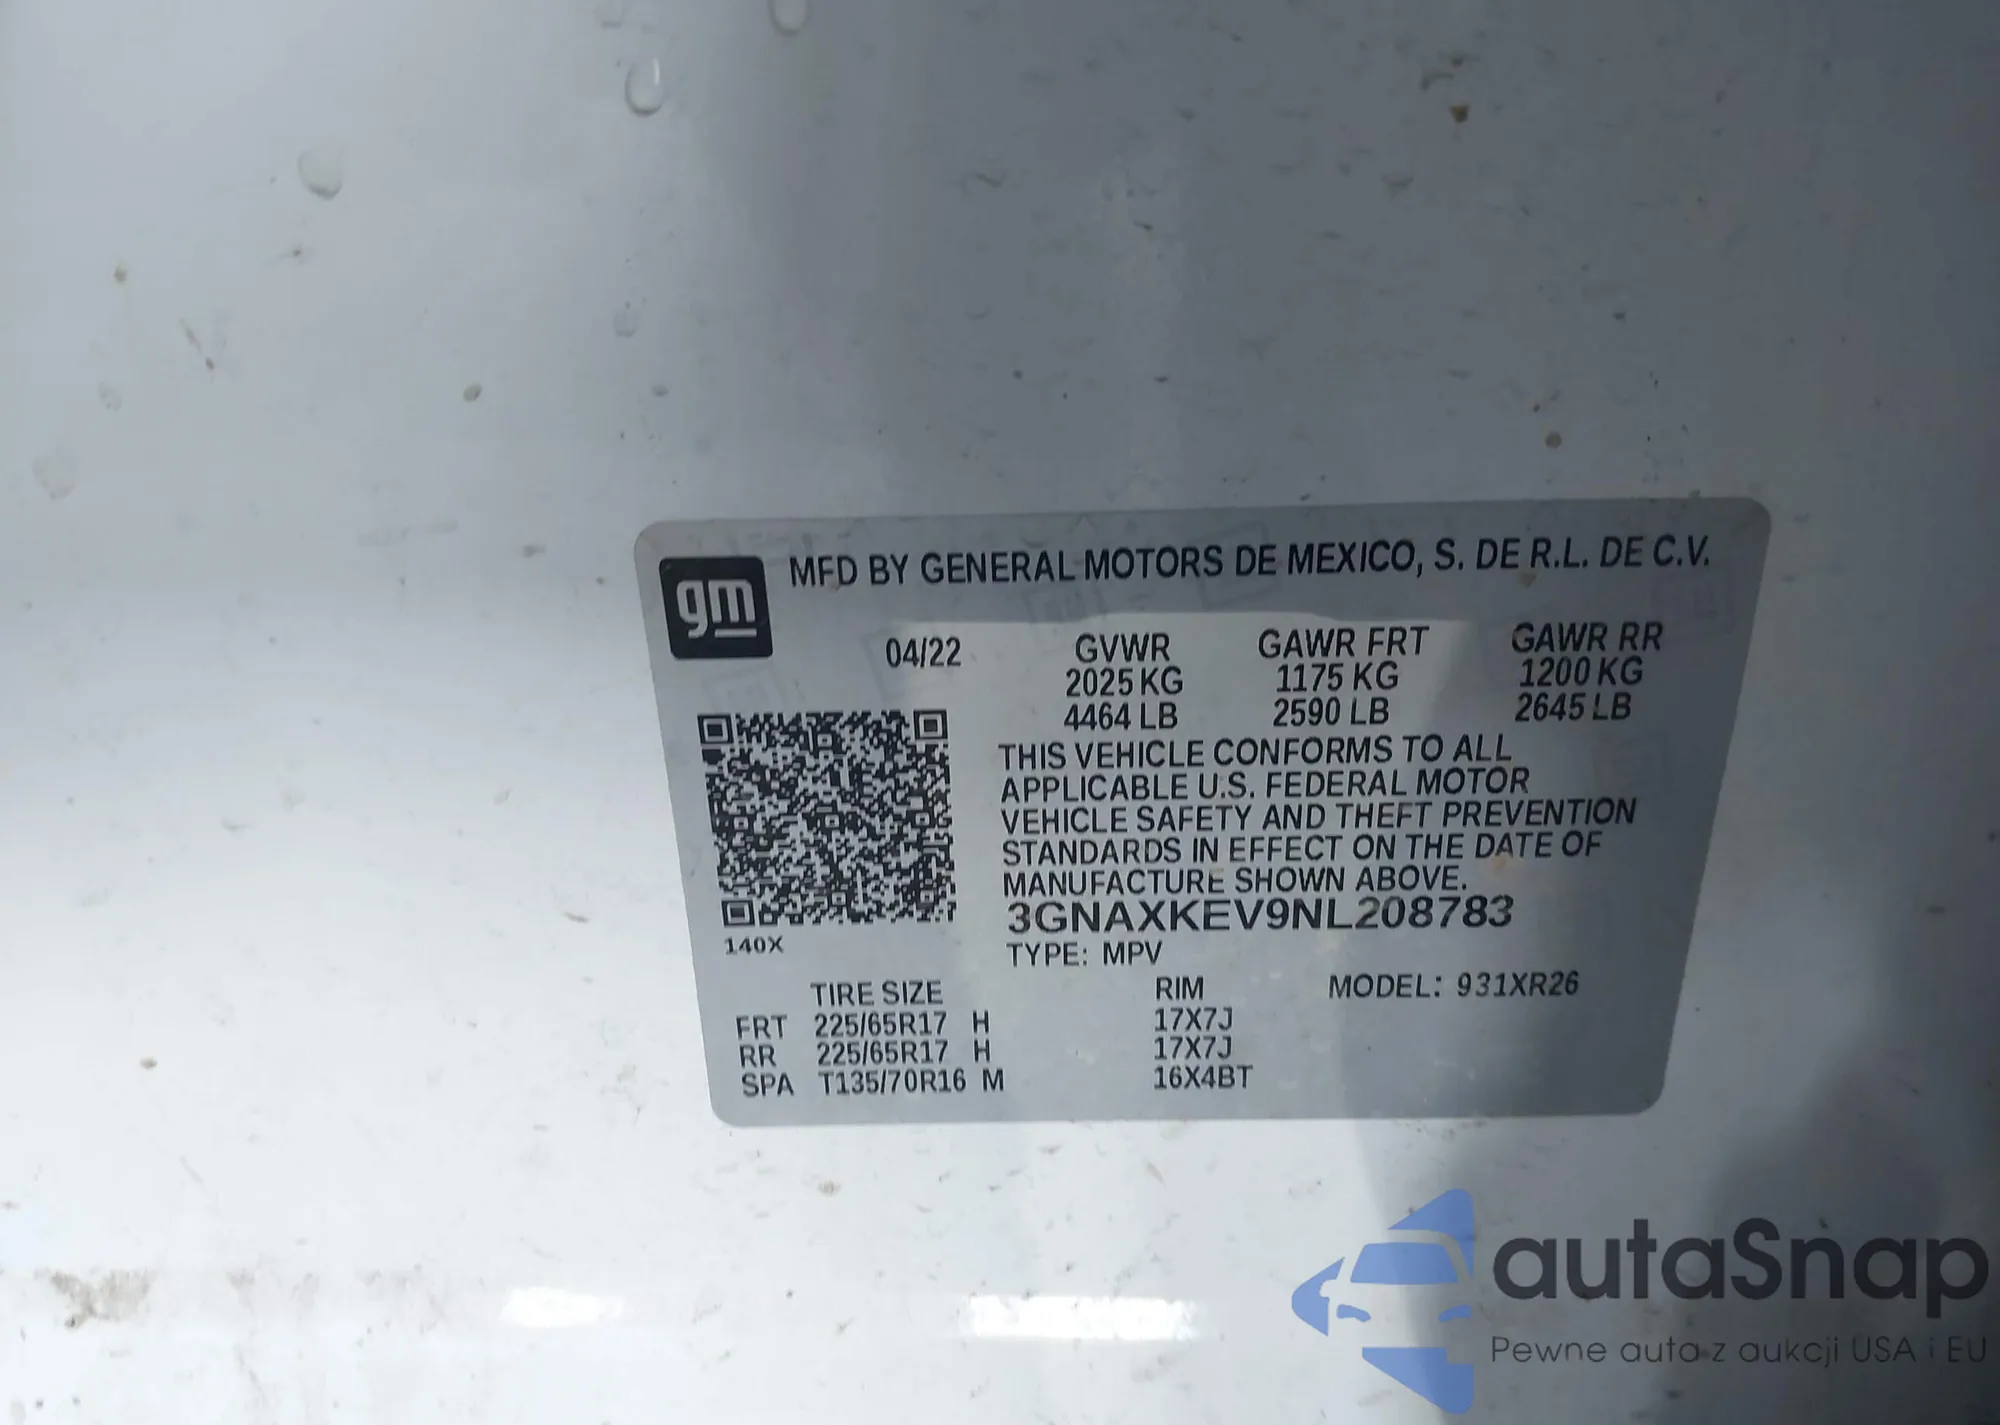 gm
MFD BY GENERAL MOTORS DE MEXICO, S. DE R.L. DE C.V.
04/22 GVWR GAWR FRT GAWR RR
2025 KG 1175 KG 1200 KG
4464 LB 2590 LB 2645 LB
THIS VEHICLE CONFORMS TO ALL
APPLICABLE U.S. FEDERAL MOTOR
VEHICLE SAFETY AND THEFT PREVENTION
STANDARDS IN EFFECT ON THE DATE OF
MANUFACTURE SHOWN ABOVE.
3GNAXKEV9NL208783
140X
TYPE: MPV
TIRE SIZE RIM MODEL: 931XR26
FRT 225/65R17 H 17X7J
RR 225/65R17 H 17X7J
SPA T135/70R16 M 16X4BT
autaSnap
Pewne auta z aukcji USA i EU